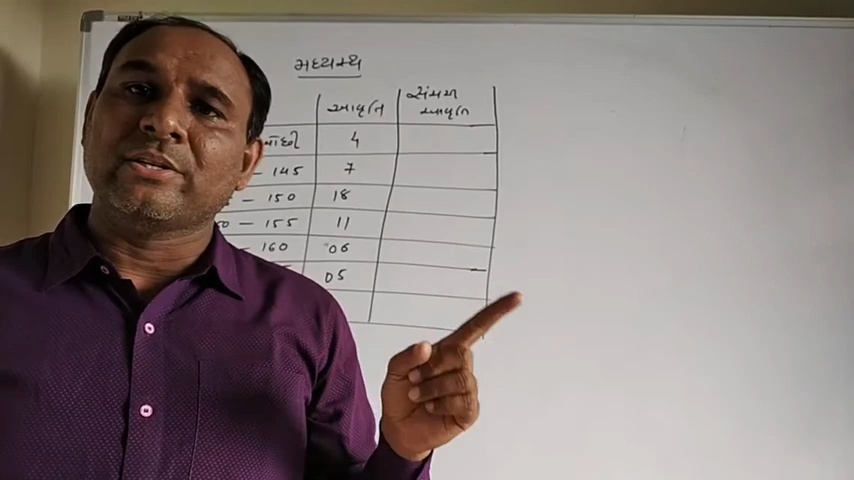 મધ્યસ્થ
આવૃત્તિ સંચયી આવૃત્તિ
4
- 145 7
- 150 18
- 155 11
- 160 06
05